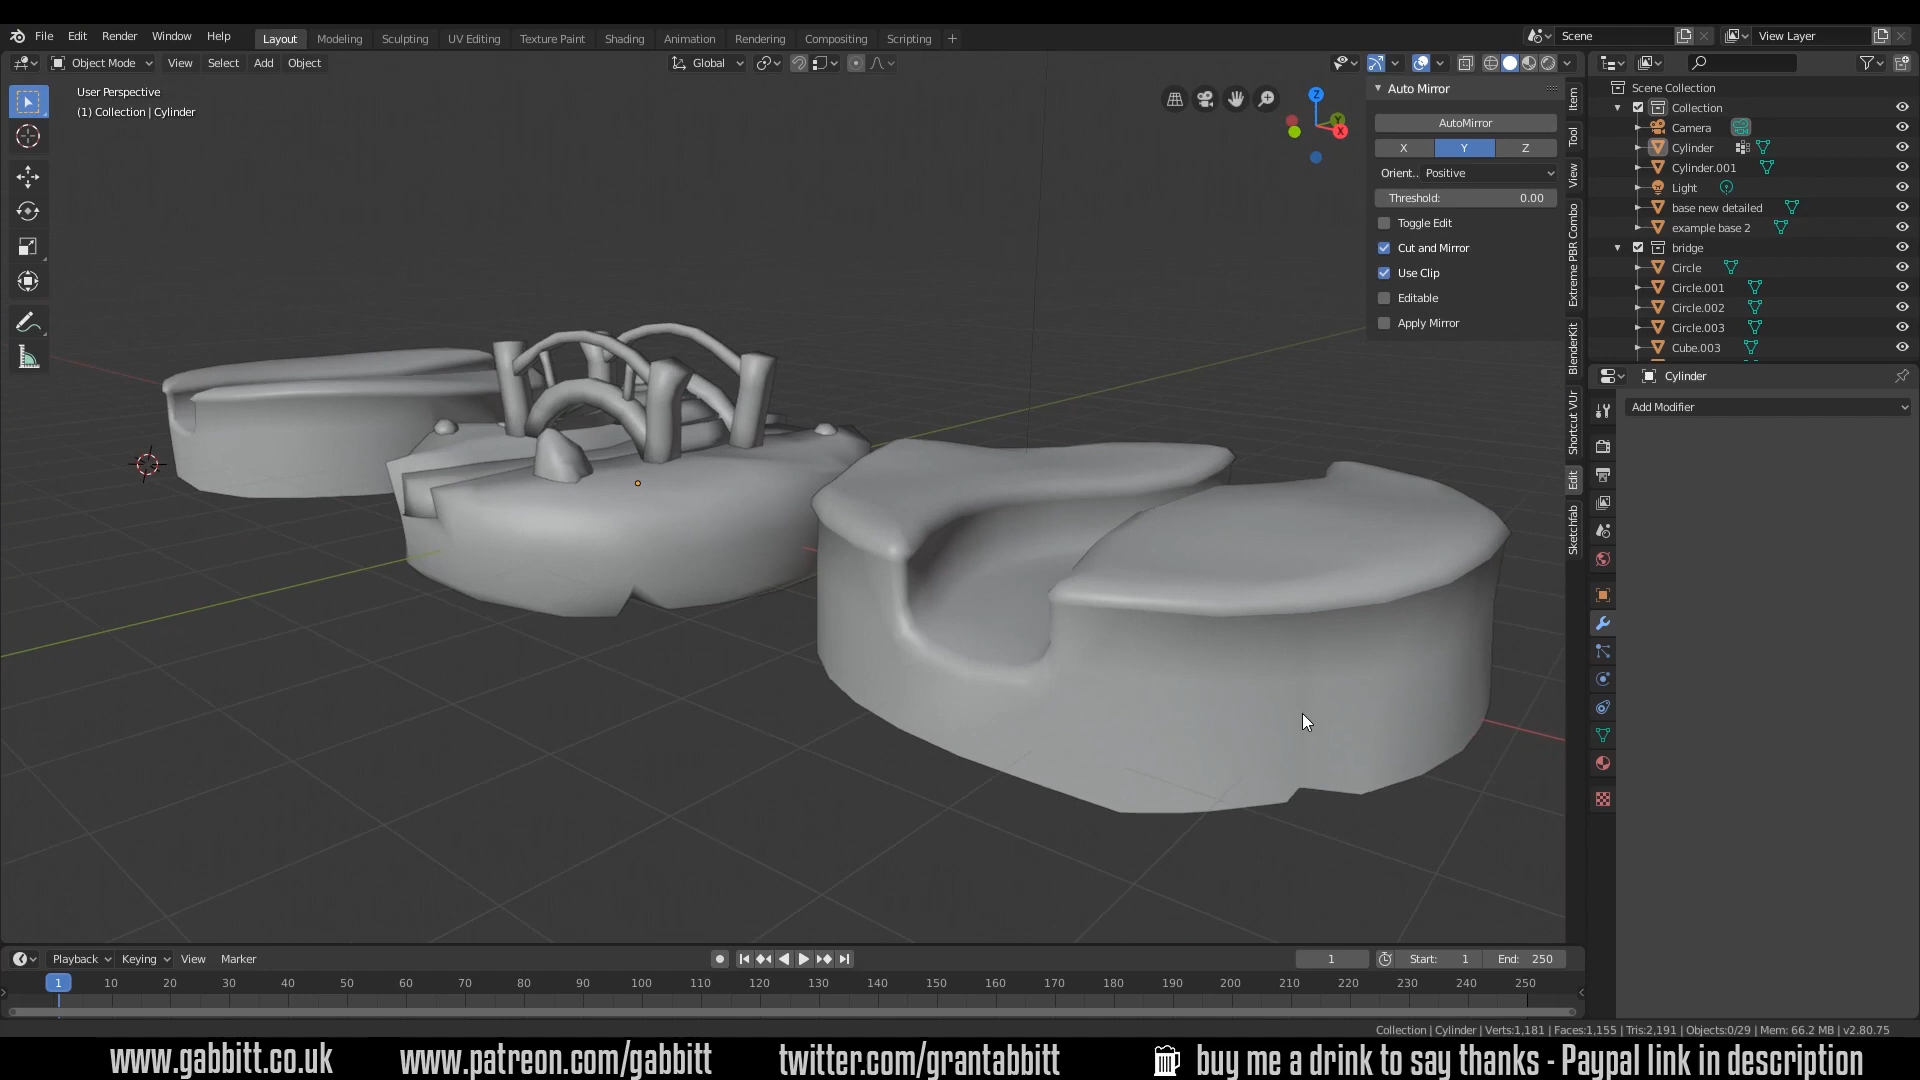 File Edit Render Window Help Layout Modeling Sculpting UV Editing Texture Paint Shading Animation Rendering Compositing Scripting + Scene View Layer
Object Mode View Select Add Object Global
User Perspective
(1) Collection | Cylinder
Z
Y
X
Auto Mirror
AutoMirror
X Y Z
Orient.. Positive
Threshold: 0.00
Toggle Edit
Cut and Mirror
Use Clip
Editable
Apply Mirror
Item
Tool
View
Extreme PBR Combo
BlenderKit
Shortcut VUr
Edit
Sketchfab
Scene Collection
Collection
Camera
Cylinder
Cylinder.001
Light
base new detailed
example base 2
bridge
Circle
Circle.001
Circle.002
Circle.003
Cube.003
Cylinder
Add Modifier
Playback Keying View Marker 1 Start: 1 End: 250
1 10 20 30 40 50 60 70 80 90 100 110 120 130 140 150 160 170 180 190 200 210 220 230 240 250
Collection | Cylinder | Verts:1,181 | Faces:1,155 | Tris:2,191 | Objects:0/29 | Mem: 66.2 MB | v2.80.75
www.gabbitt.co.uk www.patreon.com/gabbitt twitter.com/grantabbitt buy me a drink to say thanks - Paypal link in description